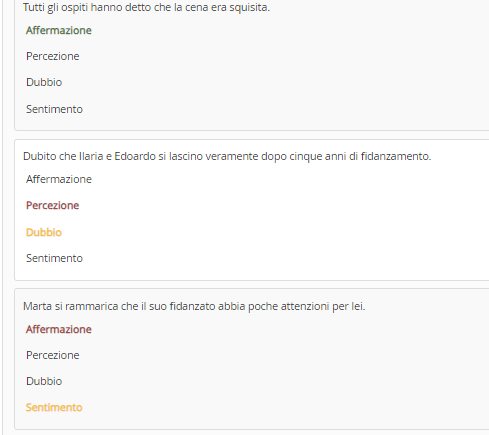 Tutti gli ospiti hanno detto che la cena era squisita.
Affermazione
Percezione
Dubbio
Sentimento
Dubito che Ilaria e Edoardo si lascino veramente dopo cinque anni di fidanzamento.
Affermazione
Percezione
Dubbio
Sentimento
Marta si rammarica che il suo fidanzato abbia poche attenzioni per lei.
Affermazione
Percezione
Dubbio
Sentimento